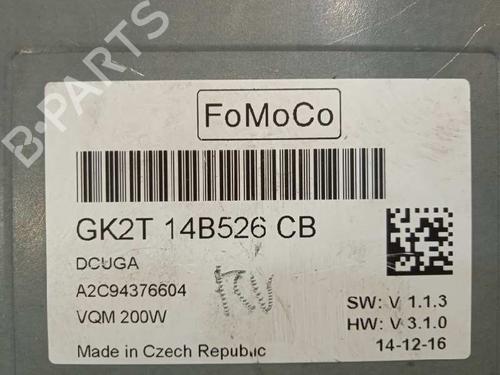 FoMoCo
GK2T 14B526 CB
DCUGA
A2C94376604
VQM 200W
SW: V 1.1.3
HW: V 3.1.0
Made in Czech Republic
14-12-16
B-PARTS